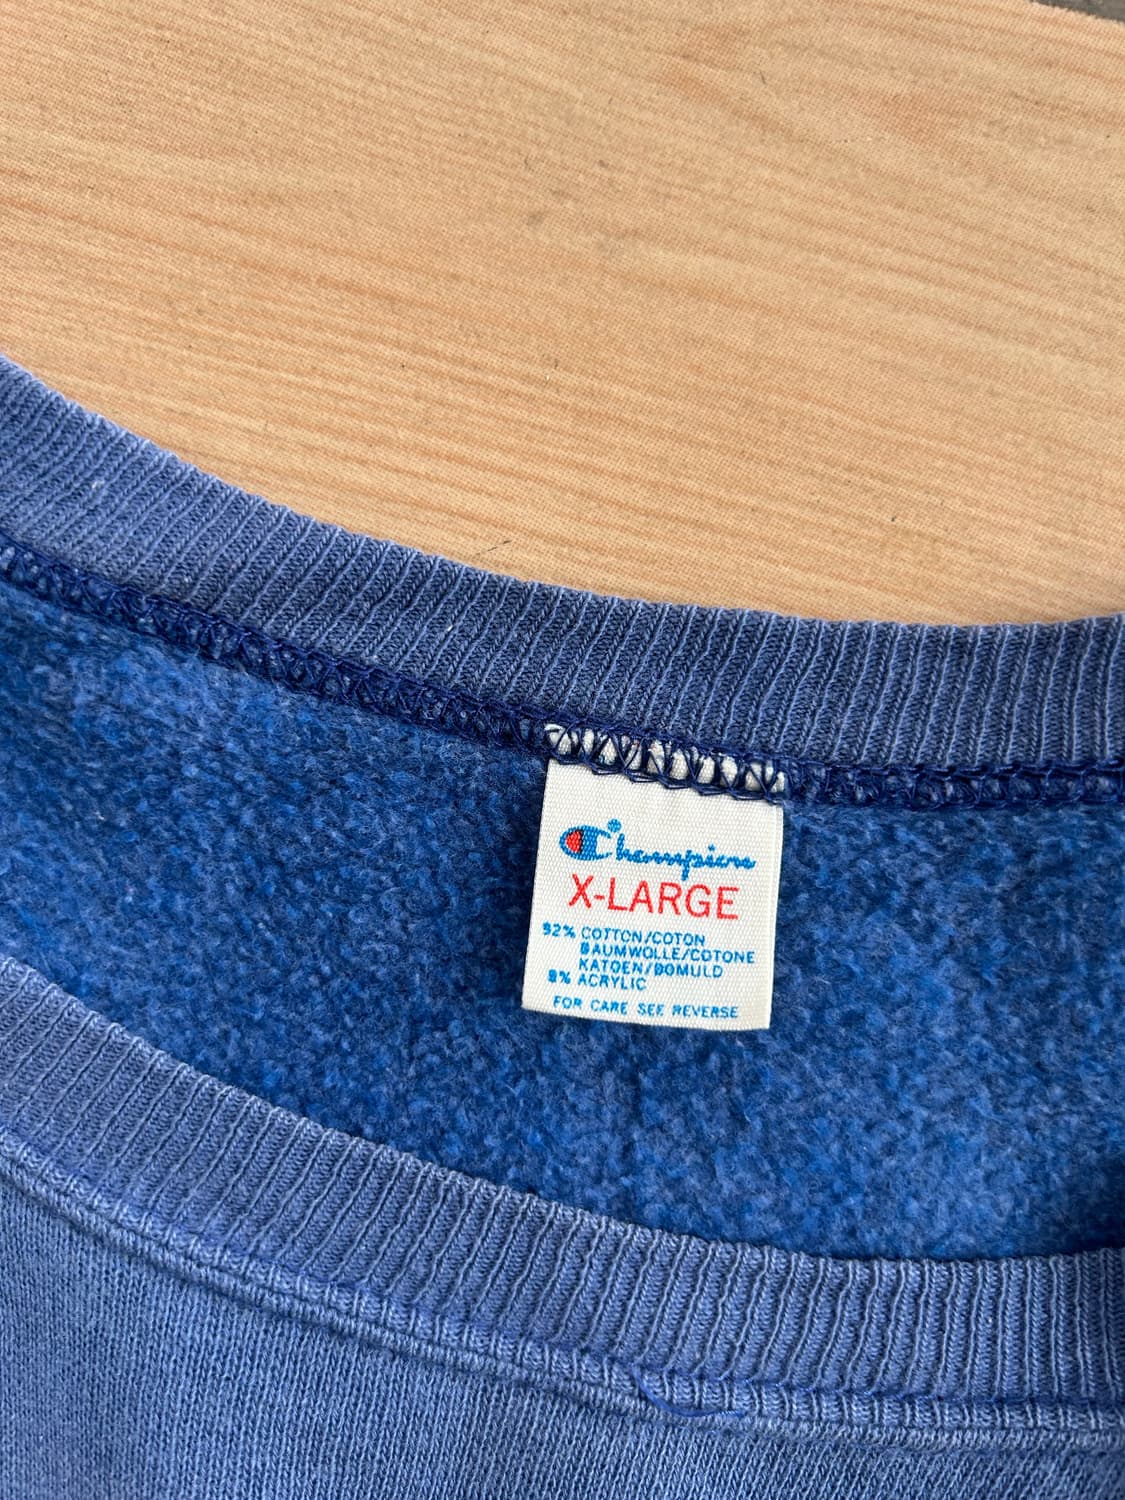 Champion
X-LARGE
92% COTTON/COTON
BAUMWOLLE/COTONE
KATOEN/BOMULD
8% ACRYLIC
FOR CARE SEE REVERSE